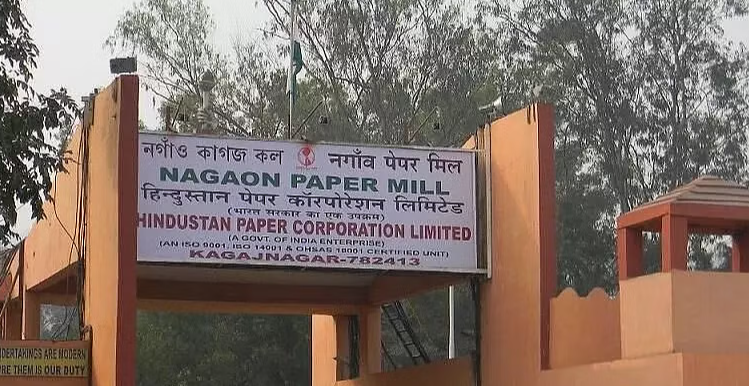 নগাঁও কাগজ কল नगाँव पेपर मिल
NAGAON PAPER MILL
हिन्दुस्तान पेपर कॉरपोरेशन लिमिटेड
(भारत सरकार का एक उपक्रम)
HINDUSTAN PAPER CORPORATION LIMITED
(A GOVT. OF INDIA ENTERPRISE)
(AN ISO 9001, ISO 14001 & OHSAS 18001 CERTIFIED UNIT)
KAGAJNAGAR-782413
NDERTAKINGS ARE MODERN
THEM IS OUR DUTY